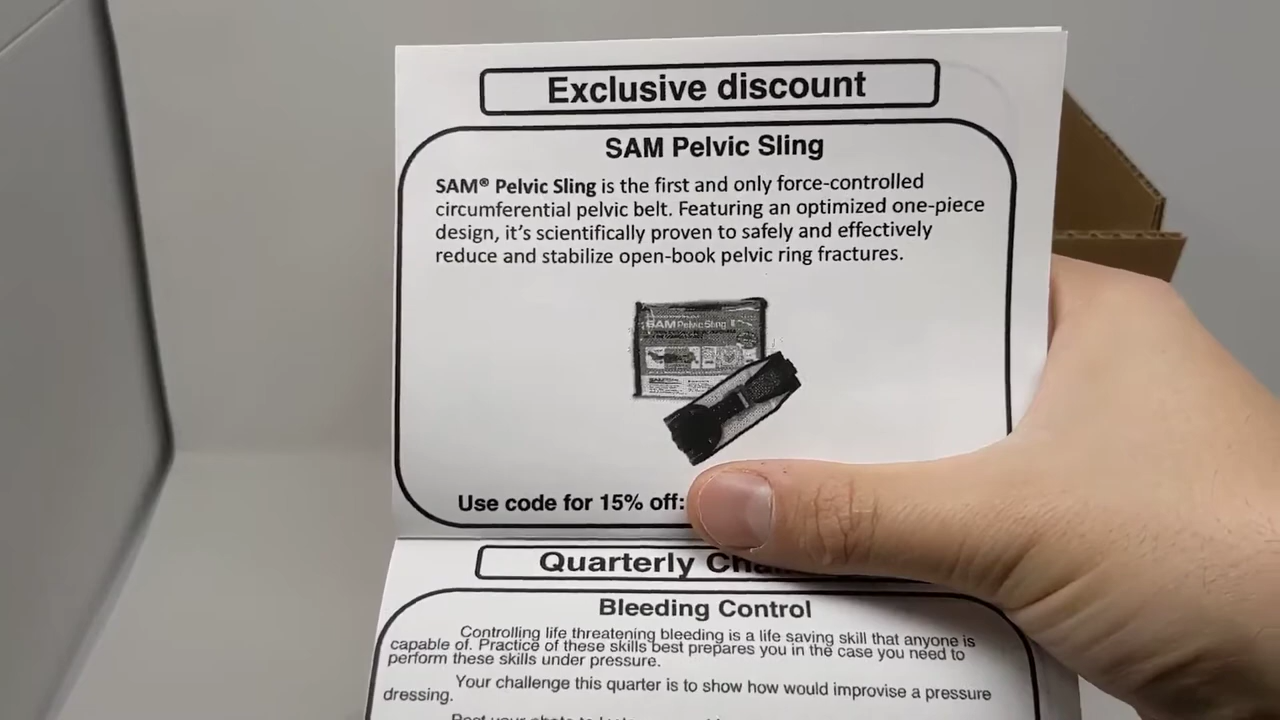 Exclusive discount
SAM Pelvic Sling
SAM® Pelvic Sling is the first and only force-controlled
circumferential pelvic belt. Featuring an optimized one-piece
design, it's scientifically proven to safely and effectively
reduce and stabilize open-book pelvic ring fractures.
SAM Pelvic Sling II
Use code for 15% off:
Quarterly
Bleeding Control
Controlling life threatening bleeding is a life saving skill that anyone is
capable of. Practice of these skills best prepares you in the case you need to
perform these skills under pressure.
Your challenge this quarter is to show how would improvise a pressure
dressing.